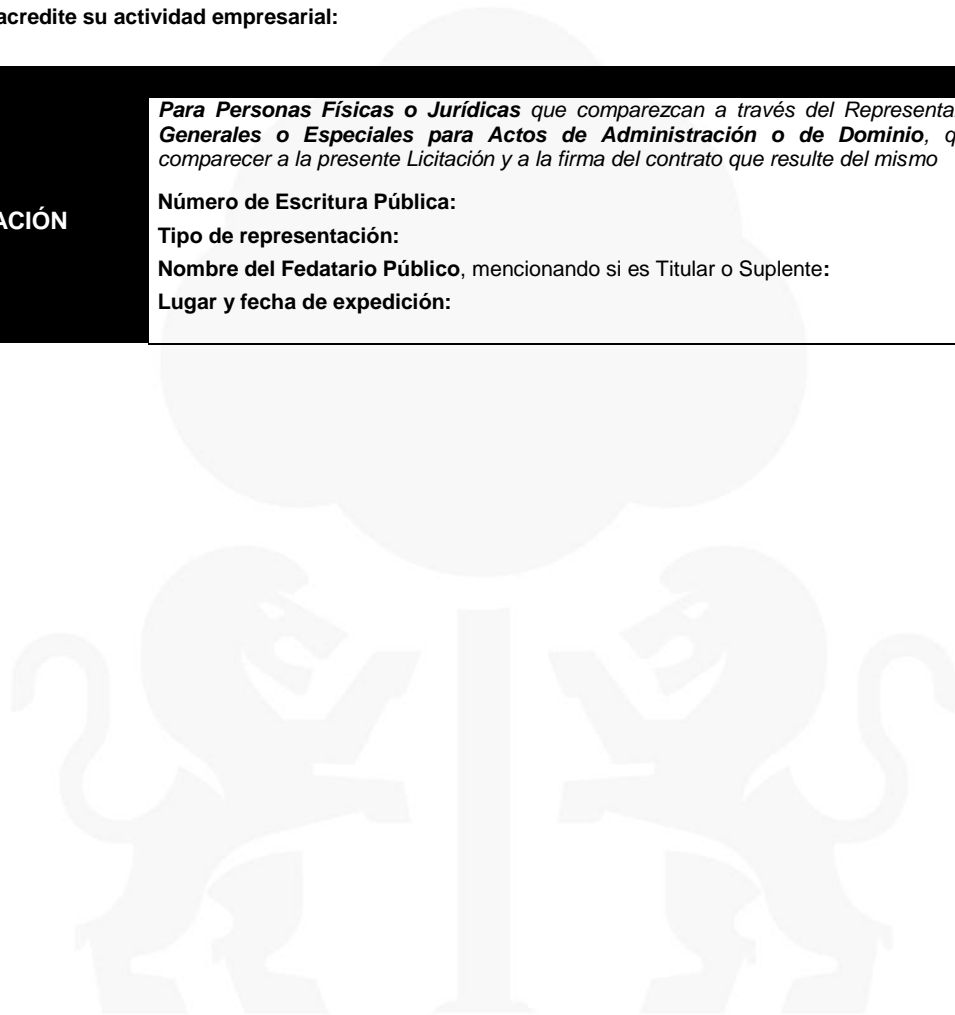 acredite su actividad empresarial:
Para Personas Físicas o Jurídicas que comparezcan a través del Representa
Generales o Especiales para Actos de Administración o de Dominio, q
comparecer a la presente Licitación y a la firma del contrato que resulte del mismo
ACIÓN
Número de Escritura Pública:
Tipo de representación:
Nombre del Fedatario Público, mencionando si es Titular o Suplente:
Lugar y fecha de expedición: